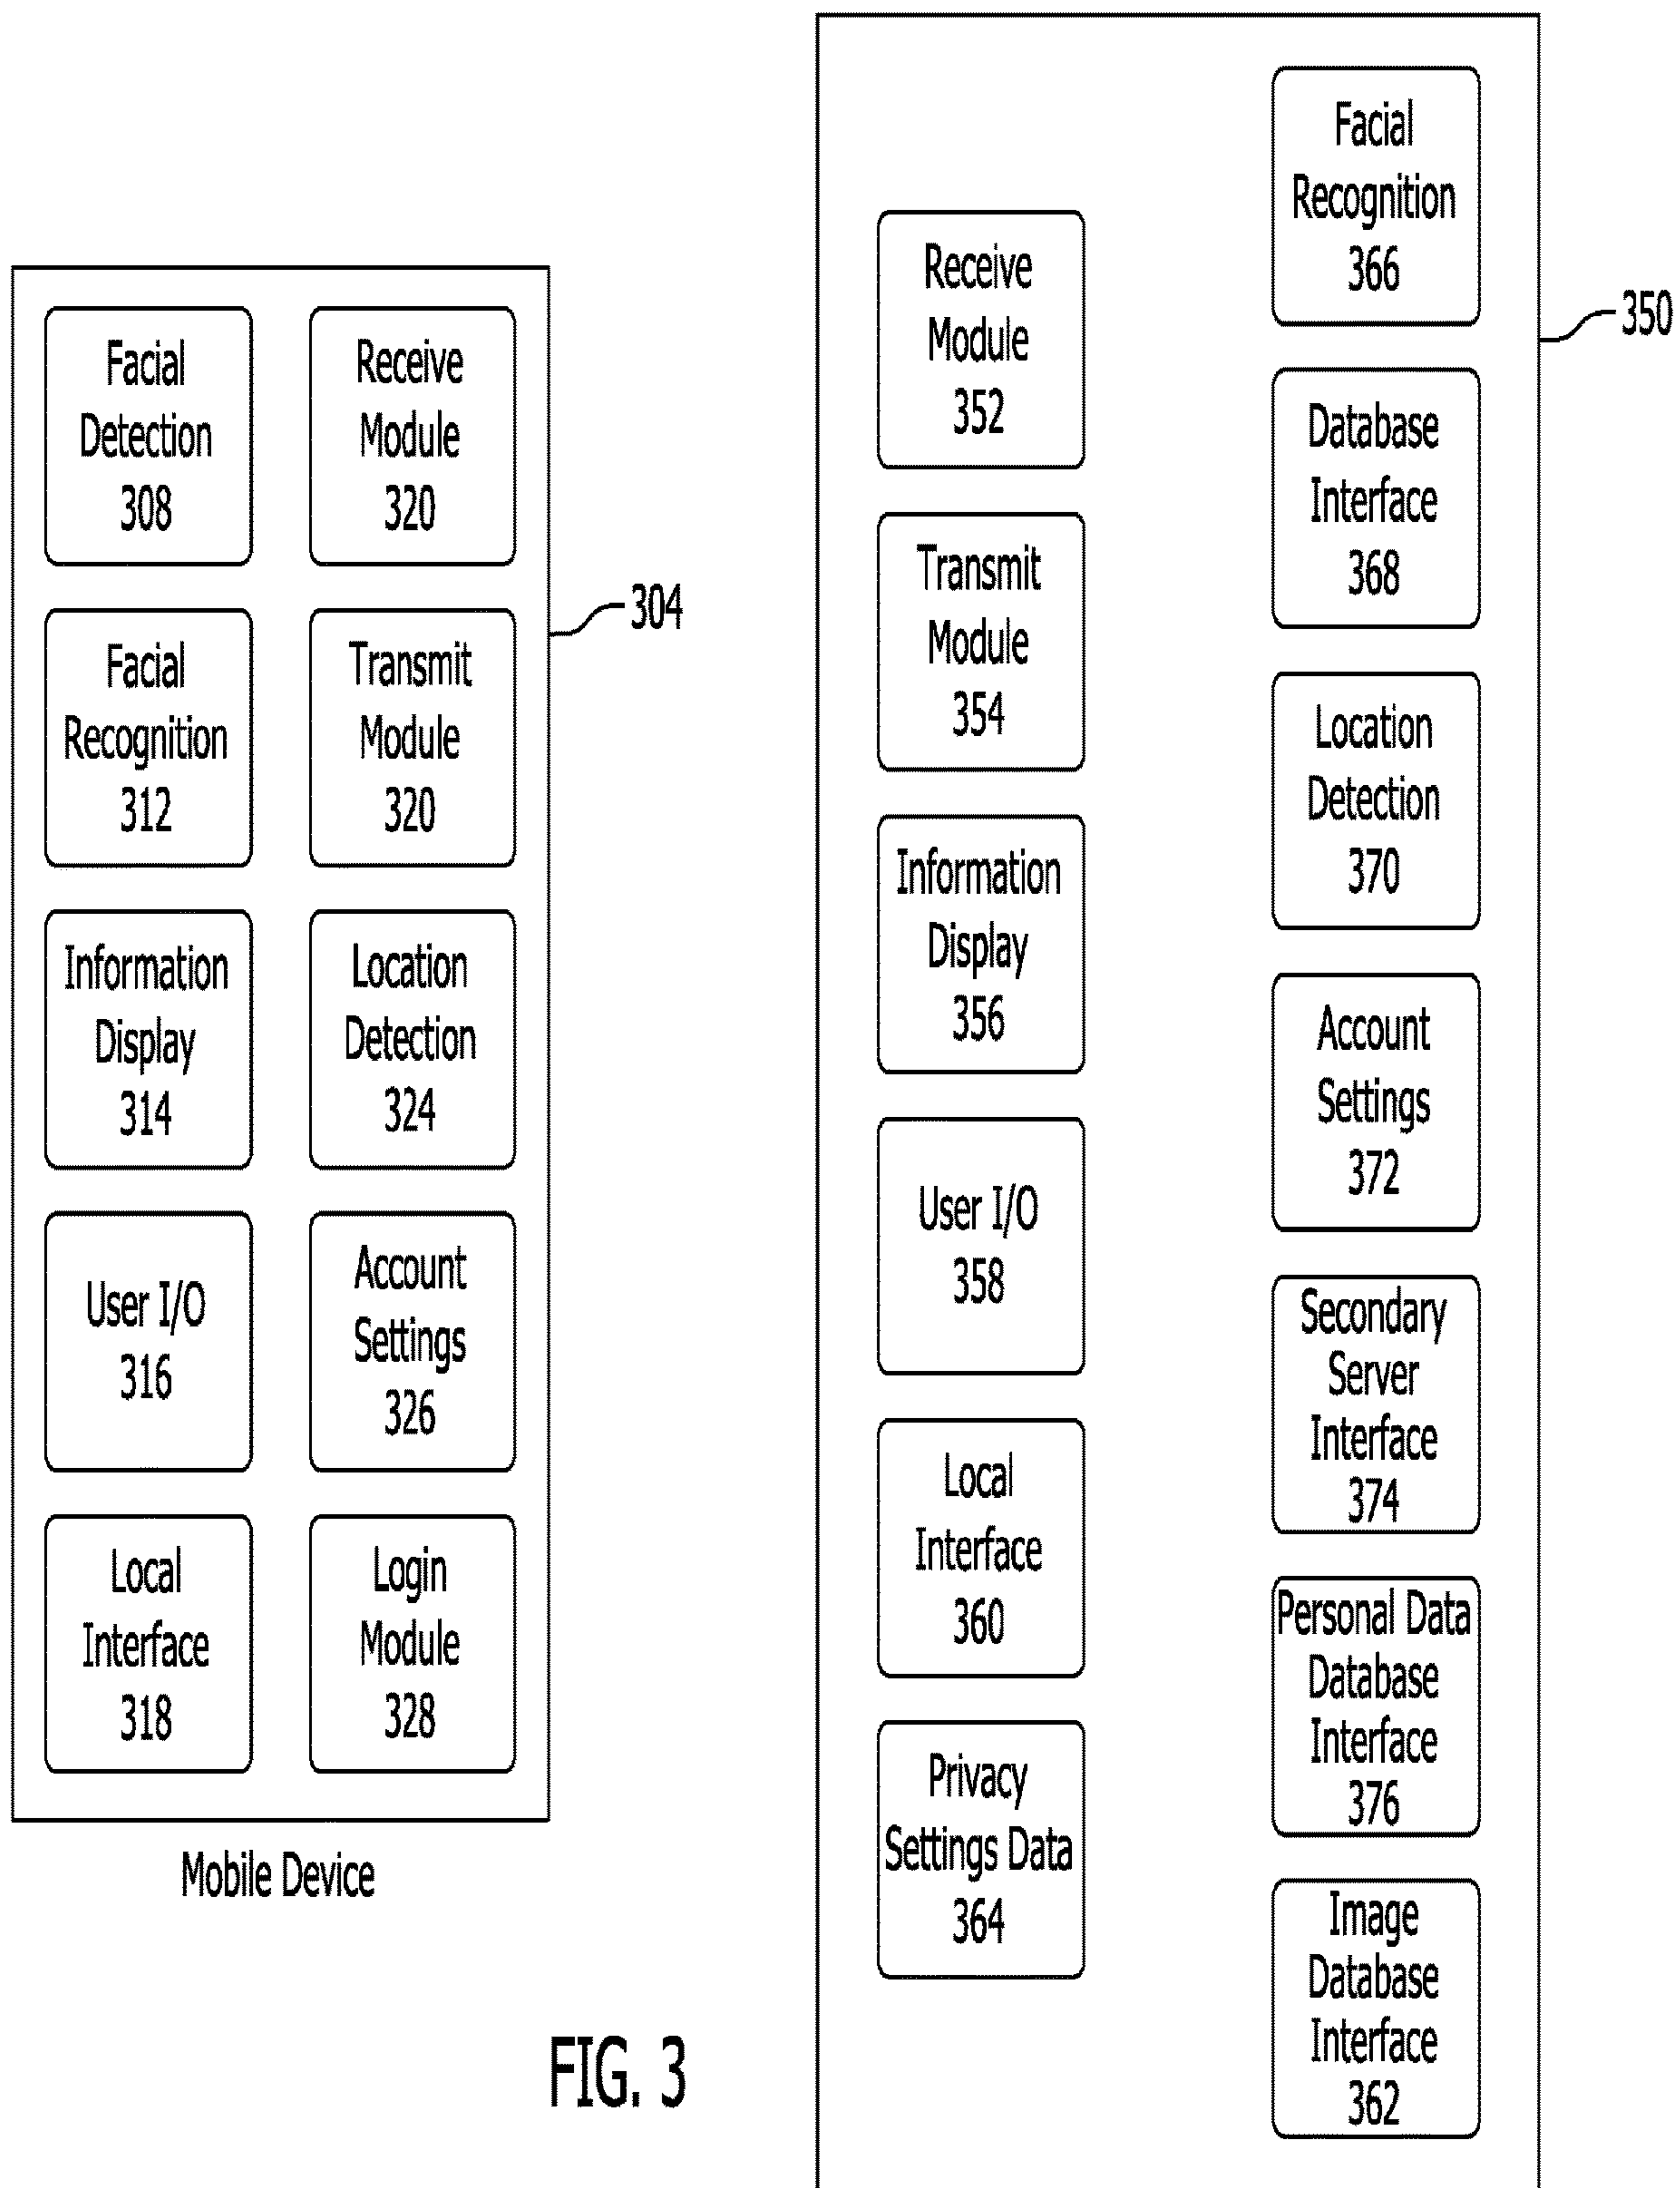 Facial
Detection
308
Receive
Module
320
Facial
Recognition
312
Transmit
Module
320
304
Information
Display
314
Location
Detection
324
User I/O
316
Account
Settings
326
Local
Interface
318
Login
Module
328
Mobile Device
Receive
Module
352
Transmit
Module
354
Information
Display
356
User I/O
358
Local
Interface
360
Privacy
Settings Data
364
Facial
Recognition
366
350
Database
Interface
368
Location
Detection
370
Account
Settings
372
Secondary
Server
Interface
374
Personal Data
Database
Interface
376
Image
Database
Interface
362
FIG. 3